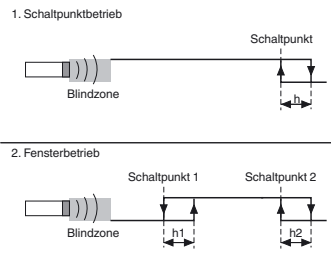 1. Schaltpunktbetrieb
Schaltpunkt
Blindzone
h
2. Fensterbetrieb
Schaltpunkt 1 Schaltpunkt 2
Blindzone
h1 h2